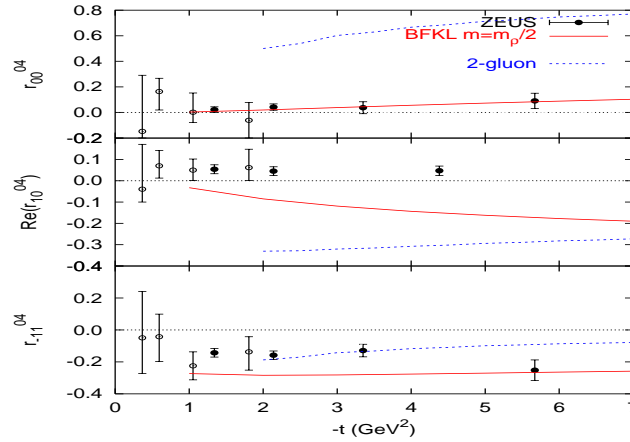 ZEUS
BFKL m=mρ/2
2-gluon
r00^04
0.8
0.6
0.4
0.2
0.0
-0.2
Re(r10^04)
0.1
0.0
-0.1
-0.2
-0.3
-0.4
r-11^04
0.2
0.0
-0.2
-0.4
0 1 2 3 4 5 6
-t (GeV^2)